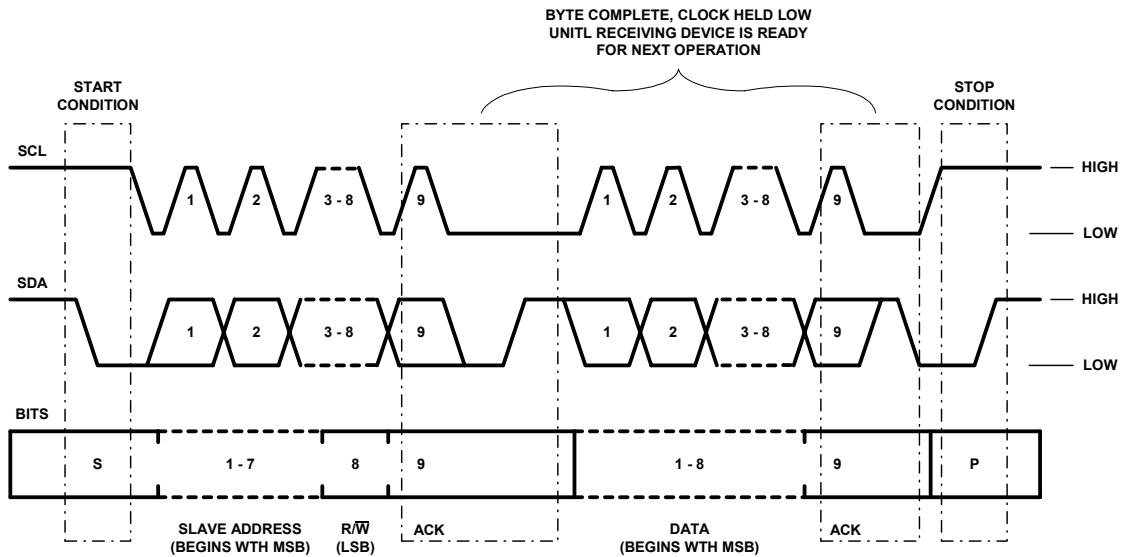 BYTE COMPLETE, CLOCK HELD LOW
UNITL RECEIVING DEVICE IS READY
FOR NEXT OPERATION
START
CONDITION
STOP
CONDITION
SCL
HIGH
1 2 3 - 8 9 1 2 3 - 8 9
LOW
SDA
HIGH
1 2 3 - 8 9 1 2 3 - 8 9
LOW
BITS
S 1 - 7 8 9 1 - 8 9 P
SLAVE ADDRESS
(BEGINS WTH MSB)
R/W̅
(LSB)
ACK
DATA
(BEGINS WTH MSB)
ACK